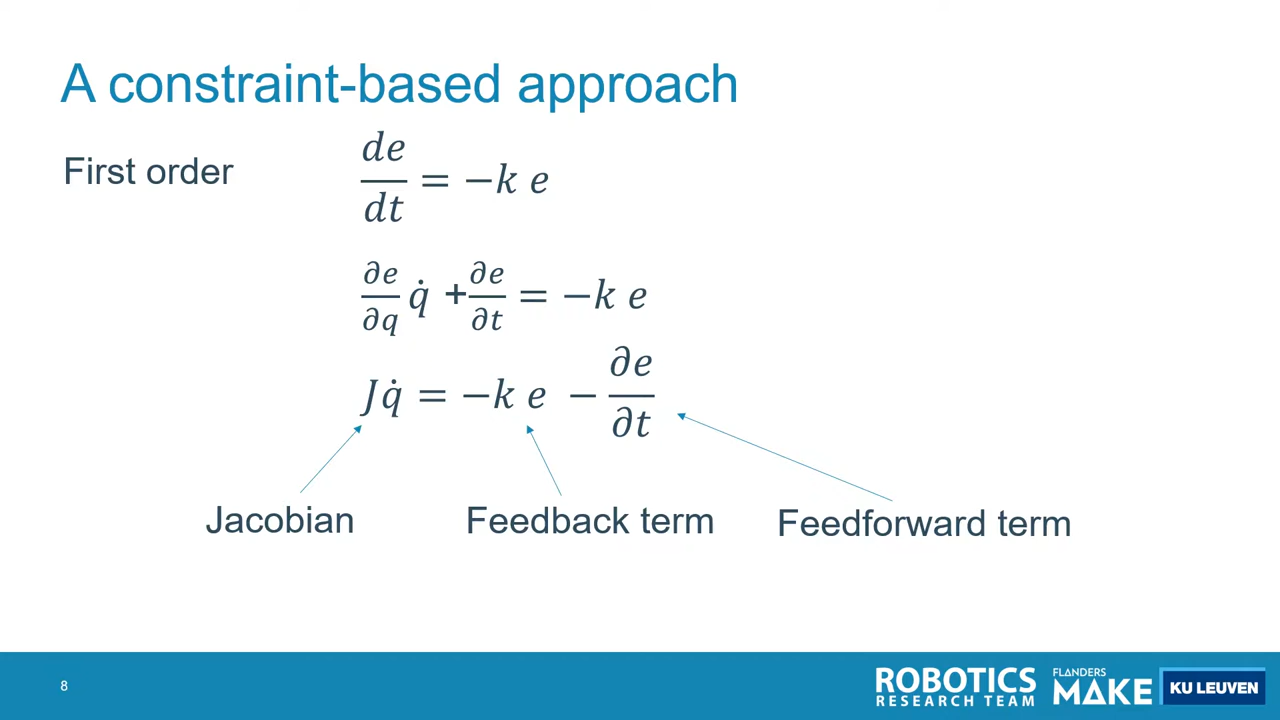 A constraint-based approach
First order
de/dt = −k e
∂e/∂q q̇ + ∂e/∂t = −k e
Jq̇ = −k e − ∂e/∂t
Jacobian
Feedback term
Feedforward term
8
ROBOTICS
RESEARCH TEAM
FLANDERS
MAKE
KU LEUVEN